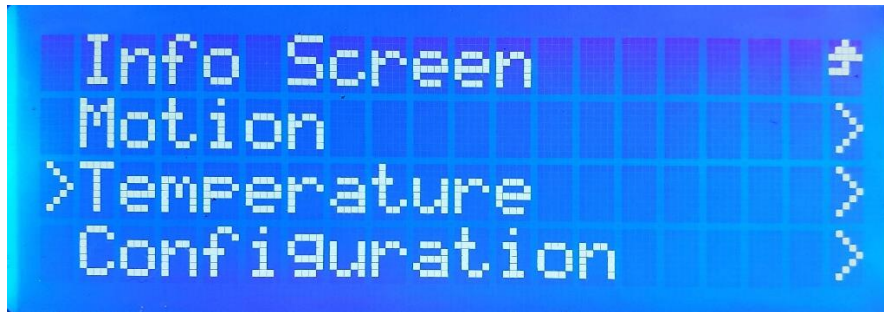 Info Screen
Motion >
>Temperature >
Configuration >